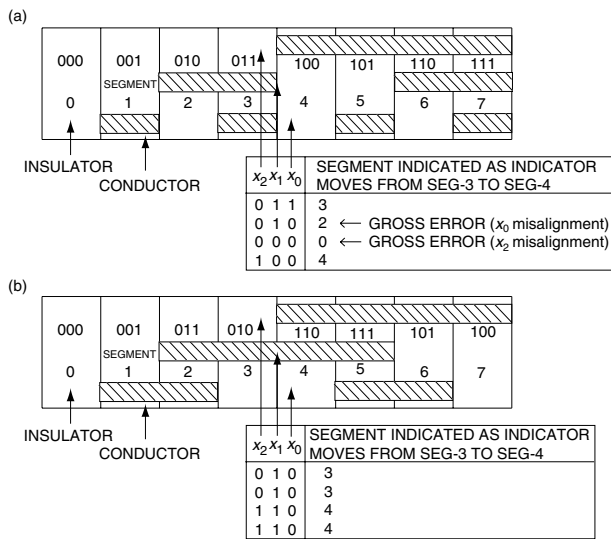 (a)
000 001 010 011 100 101 110 111
SEGMENT
0 1 2 3 4 5 6 7
INSULATOR
CONDUCTOR
x2 x1 x0 SEGMENT INDICATED AS INDICATOR
MOVES FROM SEG-3 TO SEG-4
0 1 1 3
0 1 0 2 ← GROSS ERROR (x0 misalignment)
0 0 0 0 ← GROSS ERROR (x2 misalignment)
1 0 0 4
(b)
000 001 011 010 110 111 101 100
SEGMENT
0 1 2 3 4 5 6 7
INSULATOR
CONDUCTOR
x2 x1 x0 SEGMENT INDICATED AS INDICATOR
MOVES FROM SEG-3 TO SEG-4
0 1 0 3
0 1 0 3
1 1 0 4
1 1 0 4